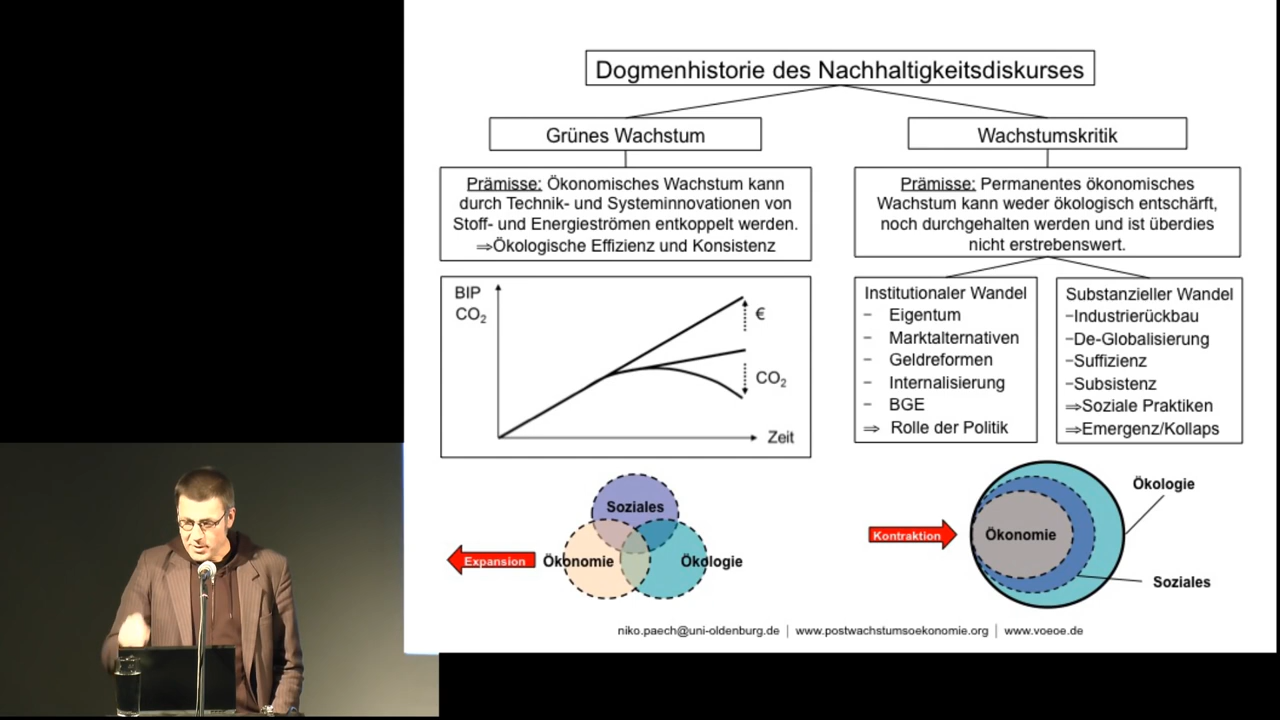 Dogmenhistorie des Nachhaltigkeitsdiskurses
Grünes Wachstum
Prämisse: Ökonomisches Wachstum kann
durch Technik- und Systeminnovationen von
Stoff- und Energieströmen entkoppelt werden.
⇒Ökologische Effizienz und Konsistenz
BIP
CO₂
€
CO₂
Zeit
Soziales
Ökonomie
Ökologie
Expansion
Wachstumskritik
Prämisse: Permanentes ökonomisches
Wachstum kann weder ökologisch entschärft,
noch durchgehalten werden und ist überdies
nicht erstrebenswert.
Institutionaler Wandel
– Eigentum
– Marktalternativen
– Geldreformen
– Internalisierung
– BGE
⇒ Rolle der Politik
Substanzieller Wandel
–Industrierückbau
–De-Globalisierung
–Suffizienz
–Subsistenz
⇒Soziale Praktiken
⇒Emergenz/Kollaps
Kontraktion
Ökonomie
Ökologie
Soziales
niko.paech@uni-oldenburg.de | www.postwachstumsoekonomie.org | www.voeoe.de